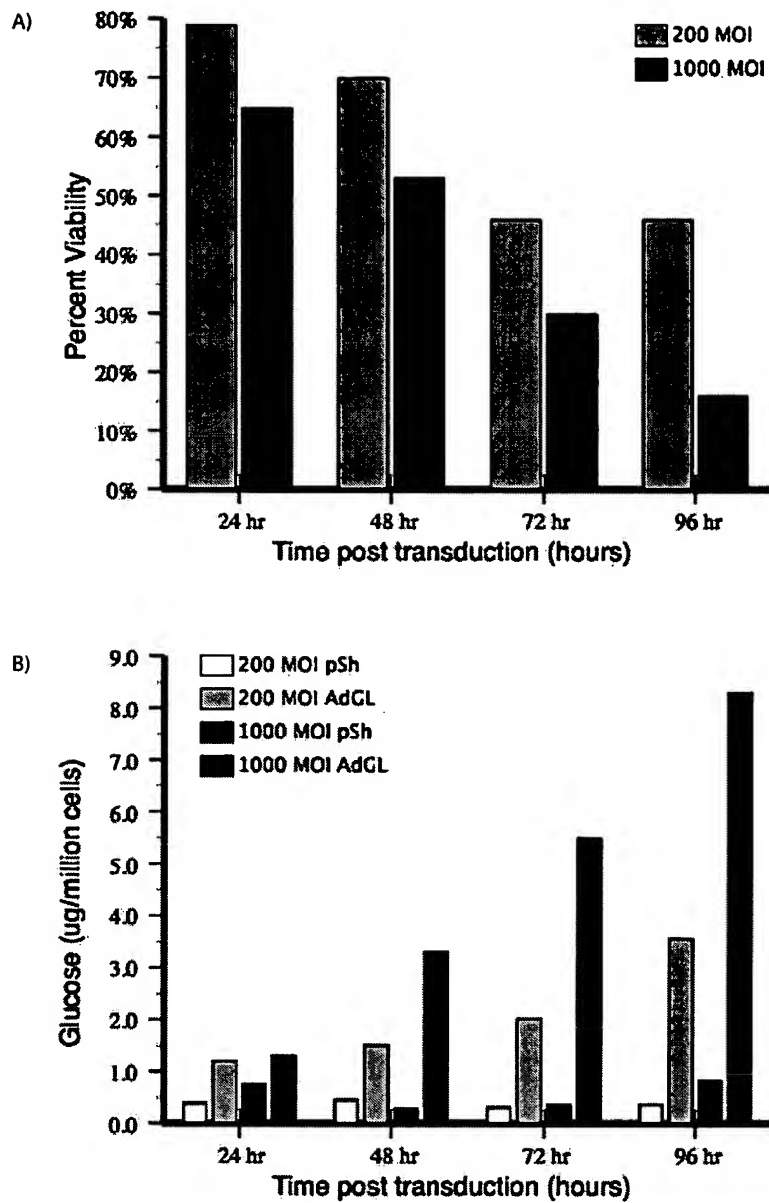 A)
80%
70%
60%
50%
40%
30%
20%
10%
0%
Percent Viability
200 MOI
1000 MOI
24 hr
48 hr
72 hr
96 hr
Time post transduction (hours)
B)
9.0
8.0
7.0
6.0
5.0
4.0
3.0
2.0
1.0
0.0
Glucose (ug/million cells)
200 MOI pSh
200 MOI AdGL
1000 MOI pSh
1000 MOI AdGL
24 hr
48 hr
72 hr
96 hr
Time post transduction (hours)